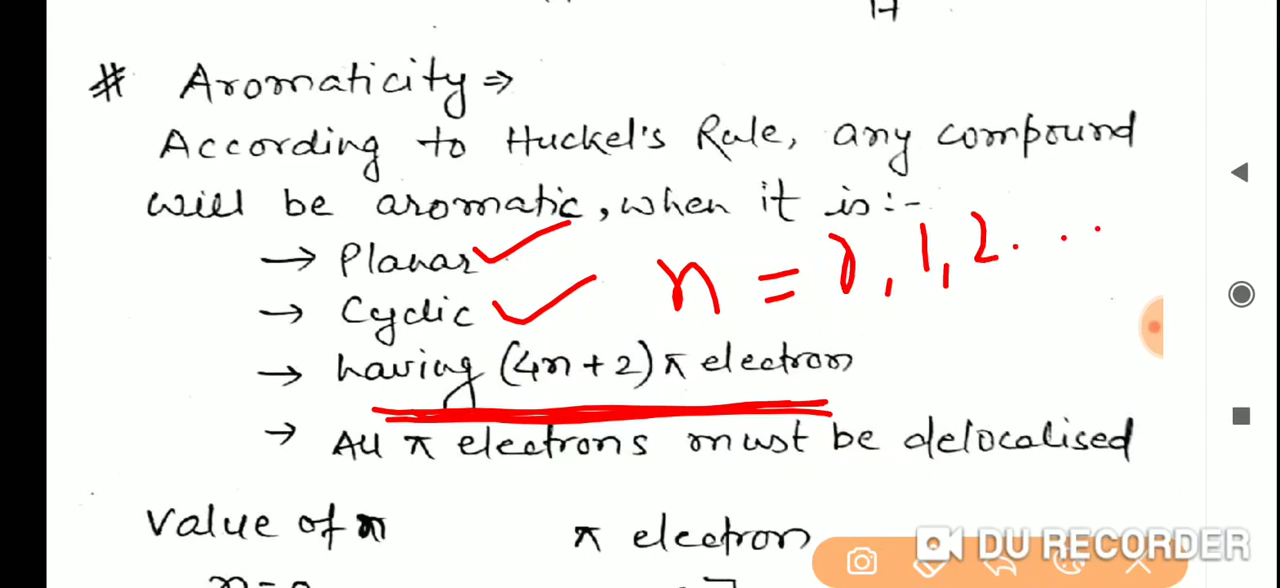 # Aromaticity ⇒
According to Huckel's Rule, any compound
will be aromatic, when it is :-
→ Planar
n = 0, 1, 2....
→ Cyclic
→ having (4n + 2) π electron
→ All π electrons must be delocalised
Value of n
π electron
DU RECORDER